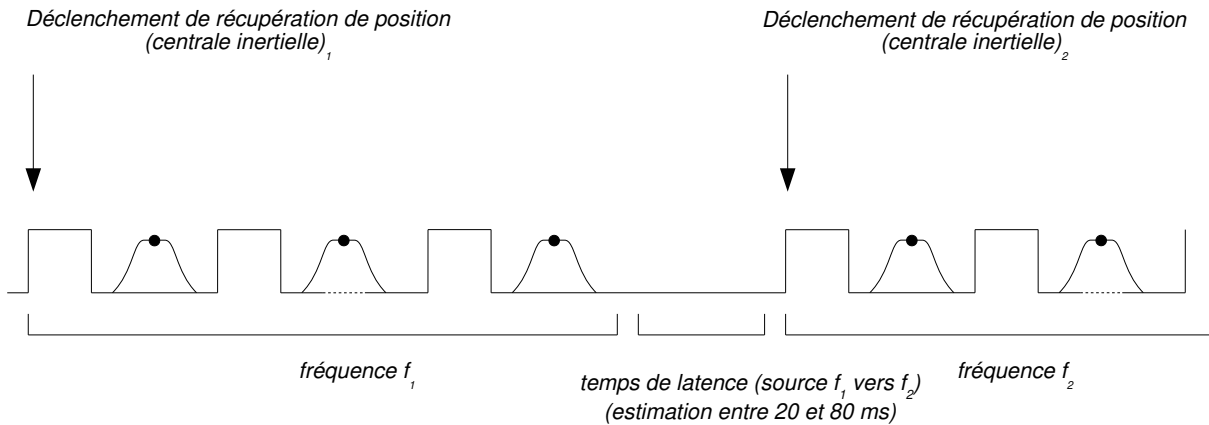 Déclenchement de récupération de position
(centrale inertielle)₁
Déclenchement de récupération de position
(centrale inertielle)₂
fréquence f₁
temps de latence (source f₁ vers f₂)
(estimation entre 20 et 80 ms)
fréquence f₂